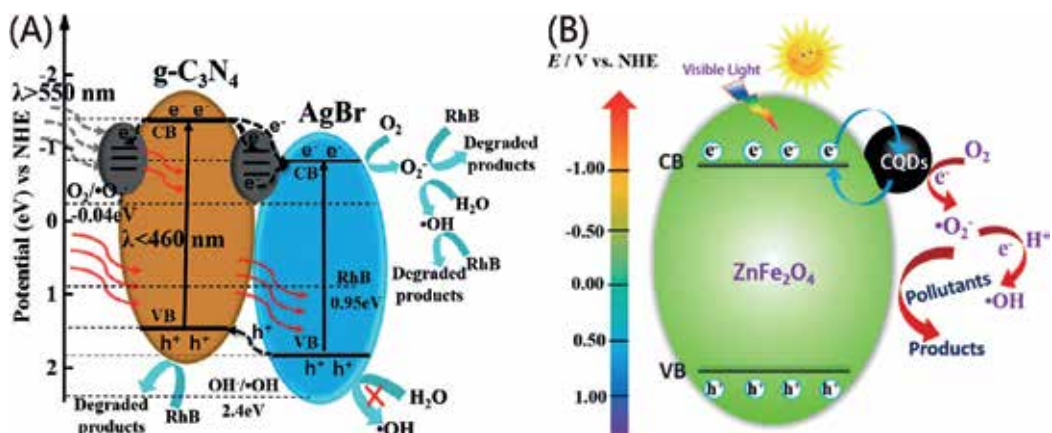 (A)
Potential (eV) vs NHE
-2
-1
0
1
2
λ>550 nm
g-C₃N₄
AgBr
e⁻ e⁻
CB
e⁻
e⁻
e⁻
e⁻ e⁻
CB
O₂/•O₂⁻
-0.04eV
λ<460 nm
VB
h⁺ h⁺
h⁺
VB
h⁺ h⁺
RhB
0.95eV
O₂
RhB
Degraded
products
O₂⁻
H₂O
•OH
RhB
Degraded
products
OH⁻/•OH
2.4eV
H₂O
•OH
Degraded
products
RhB
(B)
E / V vs. NHE
-1.00
-0.50
0.00
0.50
1.00
Visible Light
CB
e⁻ e⁻ e⁻ e⁻
CQDs
O₂
e⁻
•O₂⁻
e⁻
H⁺
•OH
Pollutants
Products
ZnFe₂O₄
VB
h⁺ h⁺ h⁺ h⁺